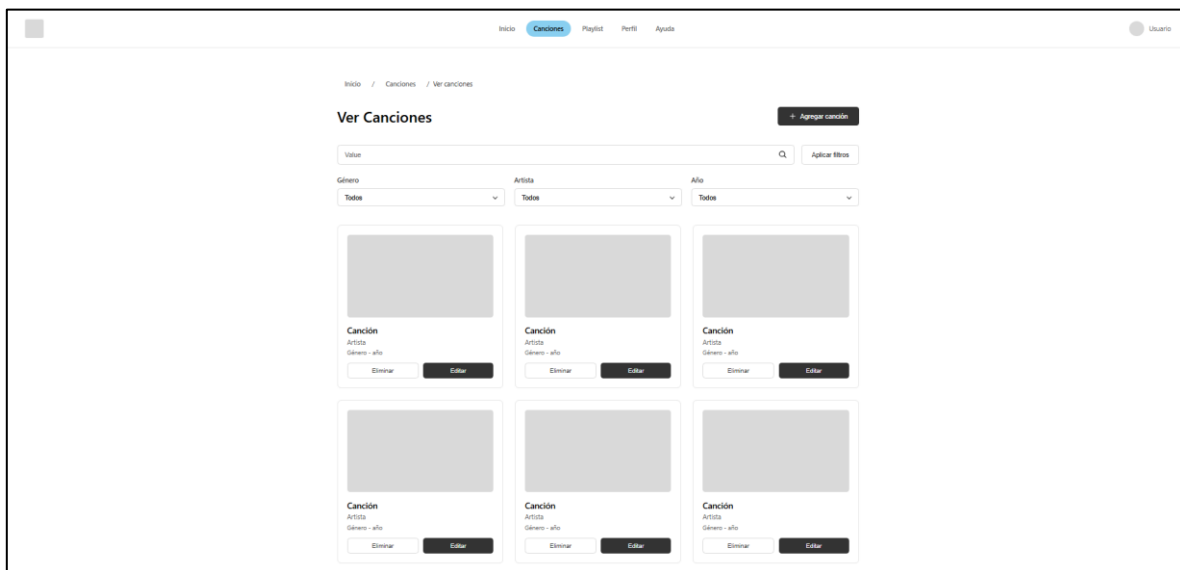 Inicio Canciones Playlist Perfil Ayuda Usuario
Inicio / Canciones / Ver canciones
Ver Canciones + Agregar canción
Value Aplicar filtros
Género Artista Año
Todos Todos Todos
Canción Canción Canción
Artista Artista Artista
Género - año Género - año Género - año
Eliminar Editar Eliminar Editar Eliminar Editar
Canción Canción Canción
Artista Artista Artista
Género - año Género - año Género - año
Eliminar Editar Eliminar Editar Eliminar Editar